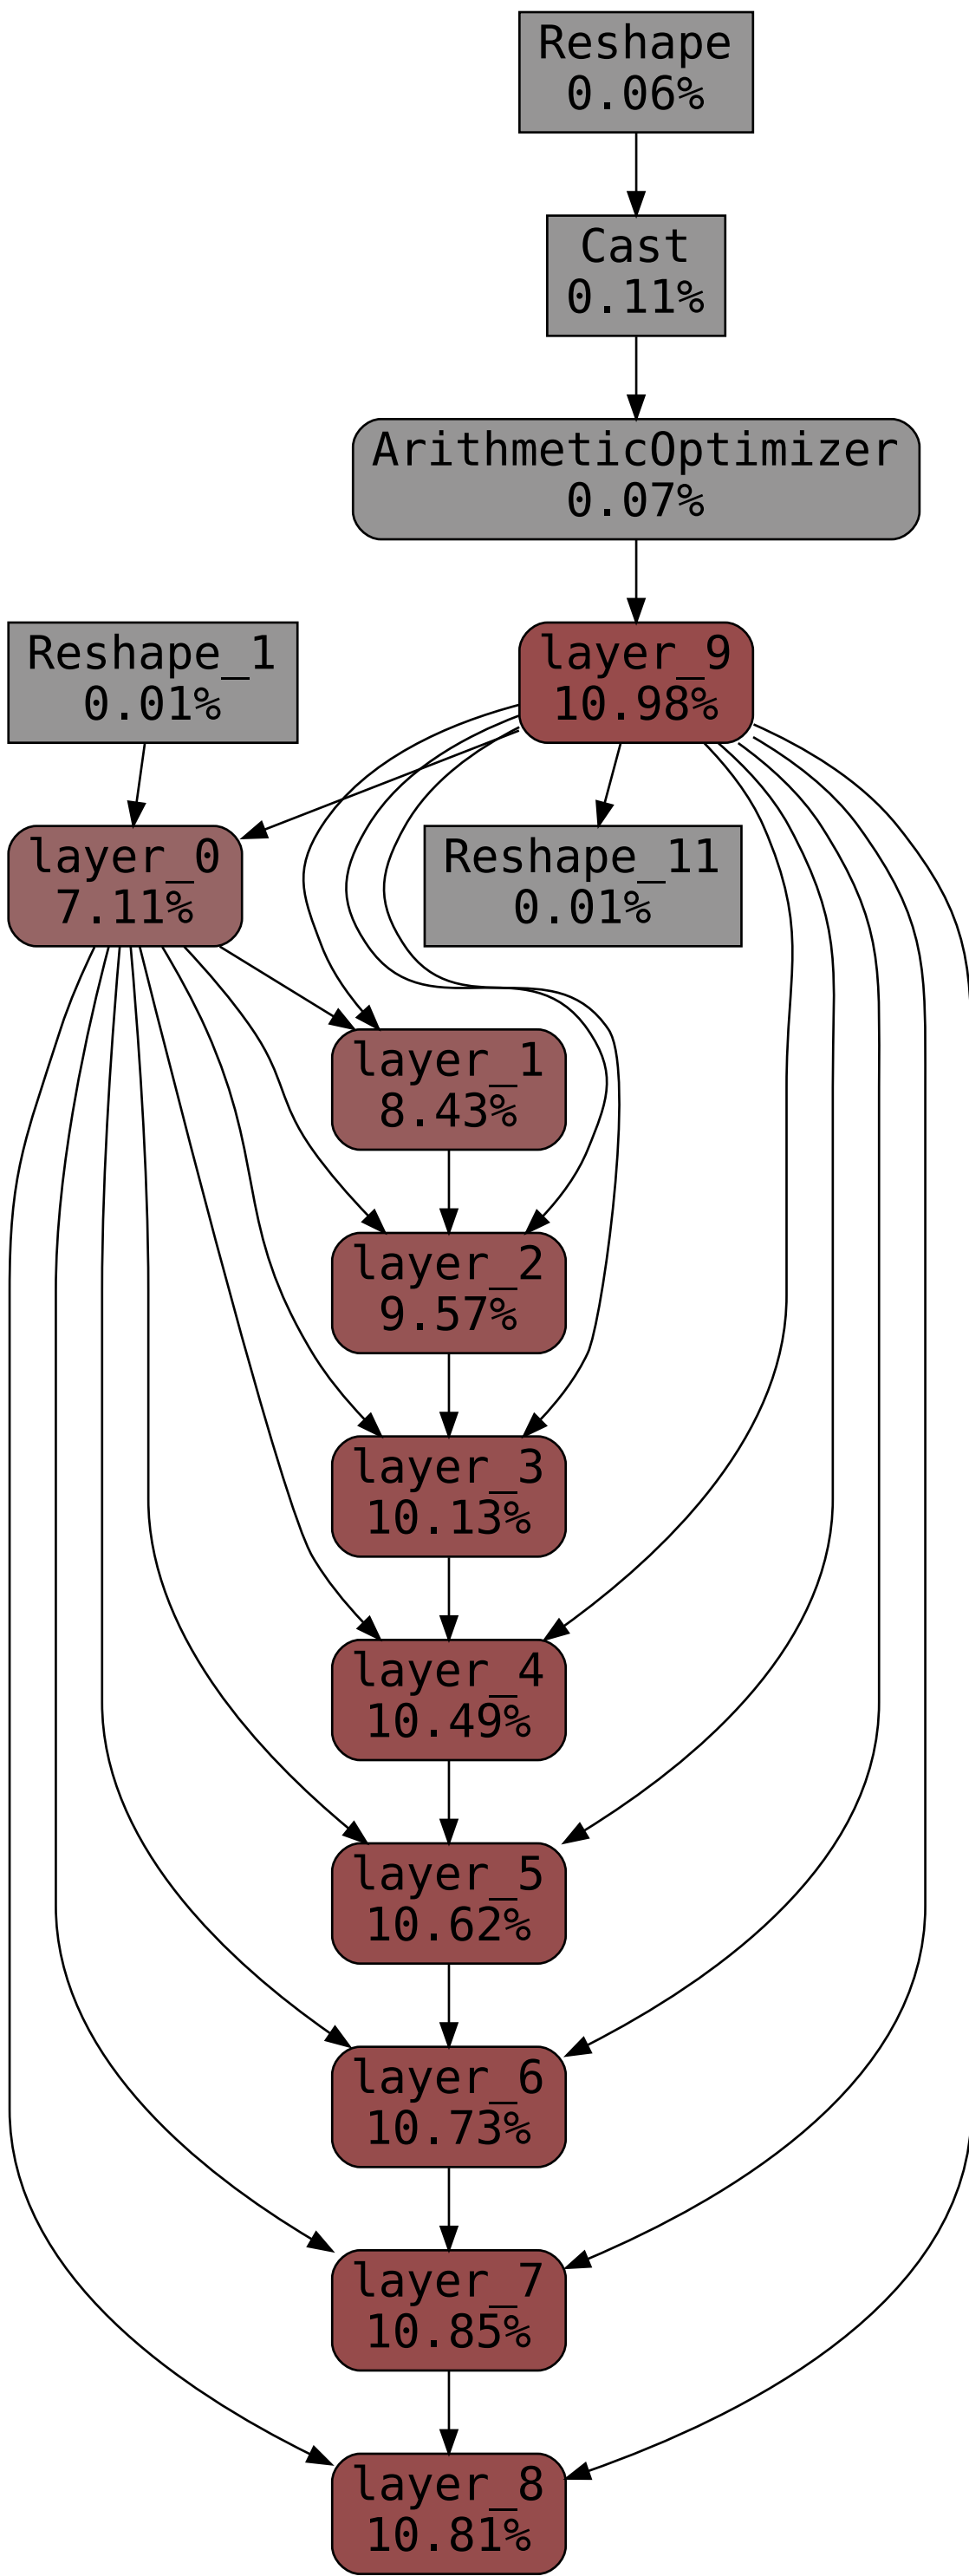 Reshape
0.06%
Cast
0.11%
ArithmeticOptimizer
0.07%
Reshape_1
0.01%
layer_9
10.98%
layer_0
7.11%
Reshape_11
0.01%
layer_1
8.43%
layer_2
9.57%
layer_3
10.13%
layer_4
10.49%
layer_5
10.62%
layer_6
10.73%
layer_7
10.85%
layer_8
10.81%